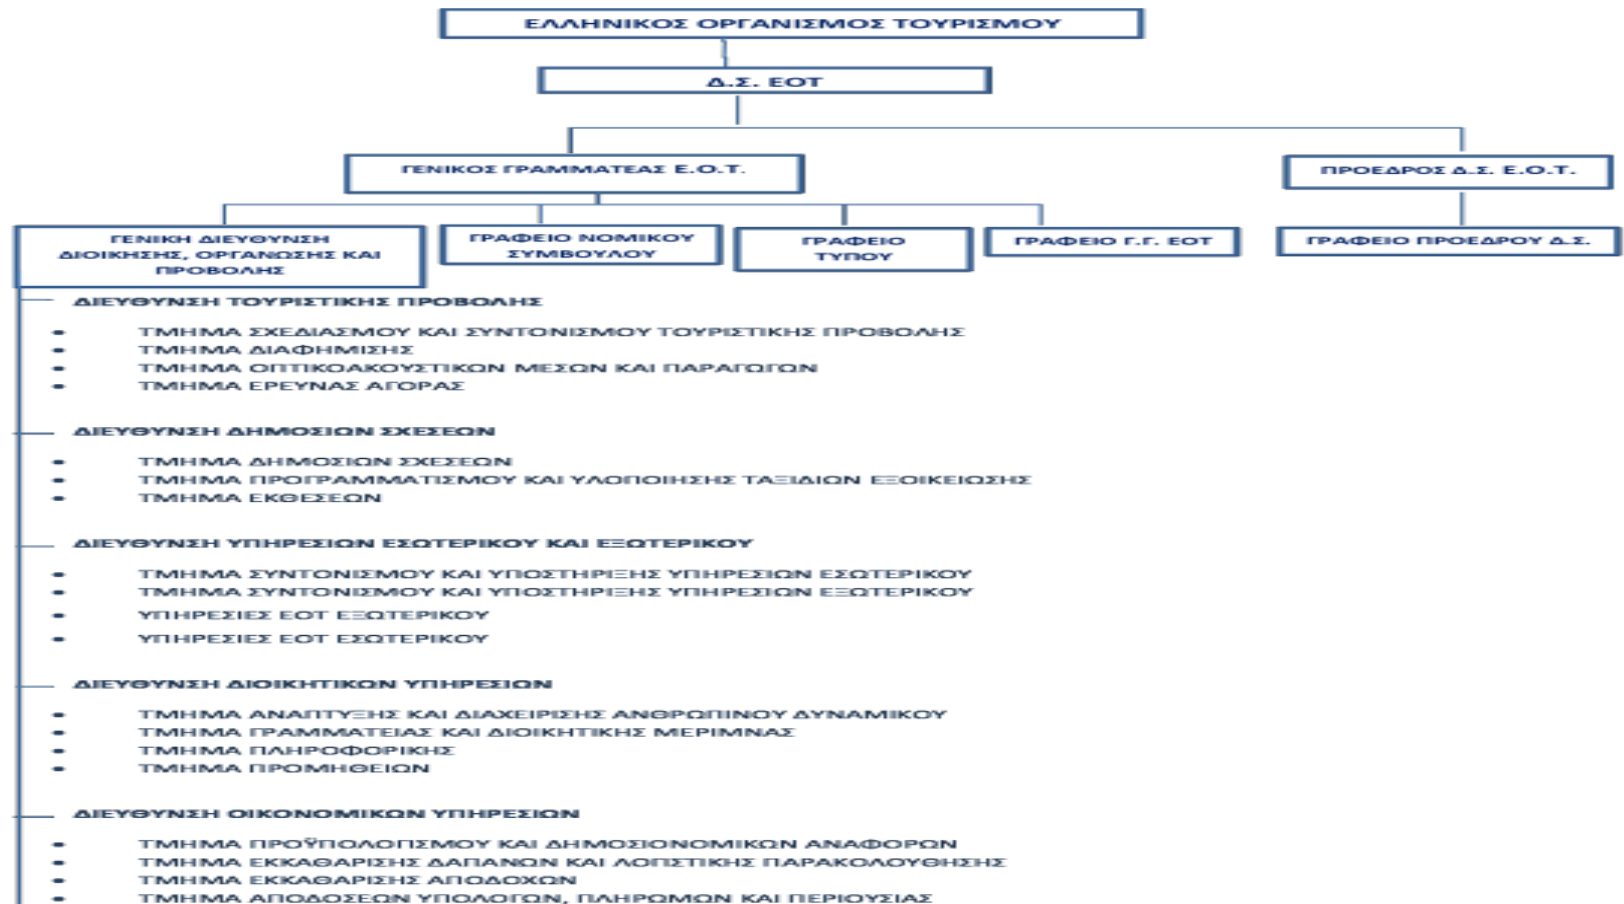 ΕΛΛΗΝΙΚΟΣ ΟΡΓΑΝΙΣΜΟΣ ΤΟΥΡΙΣΜΟΥ
Δ.Σ. ΕΟΤ
ΓΕΝΙΚΟΣ ΓΡΑΜΜΑΤΕΑΣ Ε.Ο.Τ.
ΠΡΟΕΔΡΟΣ Δ.Σ. Ε.Ο.Τ.
ΓΕΝΙΚΗ ΔΙΕΥΘΥΝΣΗ
ΔΙΟΙΚΗΣΗΣ, ΟΡΓΑΝΩΣΗΣ ΚΑΙ
ΠΡΟΒΟΛΗΣ
ΓΡΑΦΕΙΟ ΝΟΜΙΚΟΥ
ΣΥΜΒΟΥΛΟΥ
ΓΡΑΦΕΙΟ
ΤΥΠΟΥ
ΓΡΑΦΕΙΟ Γ.Γ. ΕΟΤ
ΓΡΑΦΕΙΟ ΠΡΟΕΔΡΟΥ Δ.Σ.
ΔΙΕΥΘΥΝΣΗ ΤΟΥΡΙΣΤΙΚΗΣ ΠΡΟΒΟΛΗΣ
• ΤΜΗΜΑ ΣΧΕΔΙΑΣΜΟΥ ΚΑΙ ΣΥΝΤΟΝΙΣΜΟΥ ΤΟΥΡΙΣΤΙΚΗΣ ΠΡΟΒΟΛΗΣ
• ΤΜΗΜΑ ΔΙΑΦΗΜΙΣΗΣ
• ΤΜΗΜΑ ΟΠΤΙΚΟΑΚΟΥΣΤΙΚΩΝ ΜΕΣΩΝ ΚΑΙ ΠΑΡΑΓΩΓΩΝ
• ΤΜΗΜΑ ΕΡΕΥΝΑΣ ΑΓΟΡΑΣ
ΔΙΕΥΘΥΝΣΗ ΔΗΜΟΣΙΩΝ ΣΧΕΣΕΩΝ
• ΤΜΗΜΑ ΔΗΜΟΣΙΩΝ ΣΧΕΣΕΩΝ
• ΤΜΗΜΑ ΠΡΟΓΡΑΜΜΑΤΙΣΜΟΥ ΚΑΙ ΥΛΟΠΟΙΗΣΗΣ ΤΑΞΙΔΙΩΝ ΕΞΟΙΚΕΙΩΣΗΣ
• ΤΜΗΜΑ ΕΚΘΕΣΕΩΝ
ΔΙΕΥΘΥΝΣΗ ΥΠΗΡΕΣΙΩΝ ΕΣΩΤΕΡΙΚΟΥ ΚΑΙ ΕΞΩΤΕΡΙΚΟΥ
• ΤΜΗΜΑ ΣΥΝΤΟΝΙΣΜΟΥ ΚΑΙ ΥΠΟΣΤΗΡΙΞΗΣ ΥΠΗΡΕΣΙΩΝ ΕΣΩΤΕΡΙΚΟΥ
• ΤΜΗΜΑ ΣΥΝΤΟΝΙΣΜΟΥ ΚΑΙ ΥΠΟΣΤΗΡΙΞΗΣ ΥΠΗΡΕΣΙΩΝ ΕΞΩΤΕΡΙΚΟΥ
• ΥΠΗΡΕΣΙΕΣ ΕΟΤ ΕΞΩΤΕΡΙΚΟΥ
• ΥΠΗΡΕΣΙΕΣ ΕΟΤ ΕΣΩΤΕΡΙΚΟΥ
ΔΙΕΥΘΥΝΣΗ ΔΙΟΙΚΗΤΙΚΩΝ ΥΠΗΡΕΣΙΩΝ
• ΤΜΗΜΑ ΑΝΑΠΤΥΞΗΣ ΚΑΙ ΔΙΑΧΕΙΡΙΣΗΣ ΑΝΘΡΩΠΙΝΟΥ ΔΥΝΑΜΙΚΟΥ
• ΤΜΗΜΑ ΓΡΑΜΜΑΤΕΙΑΣ ΚΑΙ ΔΙΟΙΚΗΤΙΚΗΣ ΜΕΡΙΜΝΑΣ
• ΤΜΗΜΑ ΠΛΗΡΟΦΟΡΙΚΗΣ
• ΤΜΗΜΑ ΠΡΟΜΗΘΕΙΩΝ
ΔΙΕΥΘΥΝΣΗ ΟΙΚΟΝΟΜΙΚΩΝ ΥΠΗΡΕΣΙΩΝ
• ΤΜΗΜΑ ΠΡΟΫΠΟΛΟΓΙΣΜΟΥ ΚΑΙ ΔΗΜΟΣΙΟΝΟΜΙΚΩΝ ΑΝΑΦΟΡΩΝ
• ΤΜΗΜΑ ΕΚΚΑΘΑΡΙΣΗΣ ΔΑΠΑΝΩΝ ΚΑΙ ΛΟΓΙΣΤΙΚΗΣ ΠΑΡΑΚΟΛΟΥΘΗΣΗΣ
• ΤΜΗΜΑ ΕΚΚΑΘΑΡΙΣΗΣ ΑΠΟΔΟΧΩΝ
• ΤΜΗΜΑ ΑΠΟΔΟΣΕΩΝ ΥΠΟΛΟΓΩΝ, ΠΛΗΡΩΜΩΝ ΚΑΙ ΠΕΡΙΟΥΣΙΑΣ